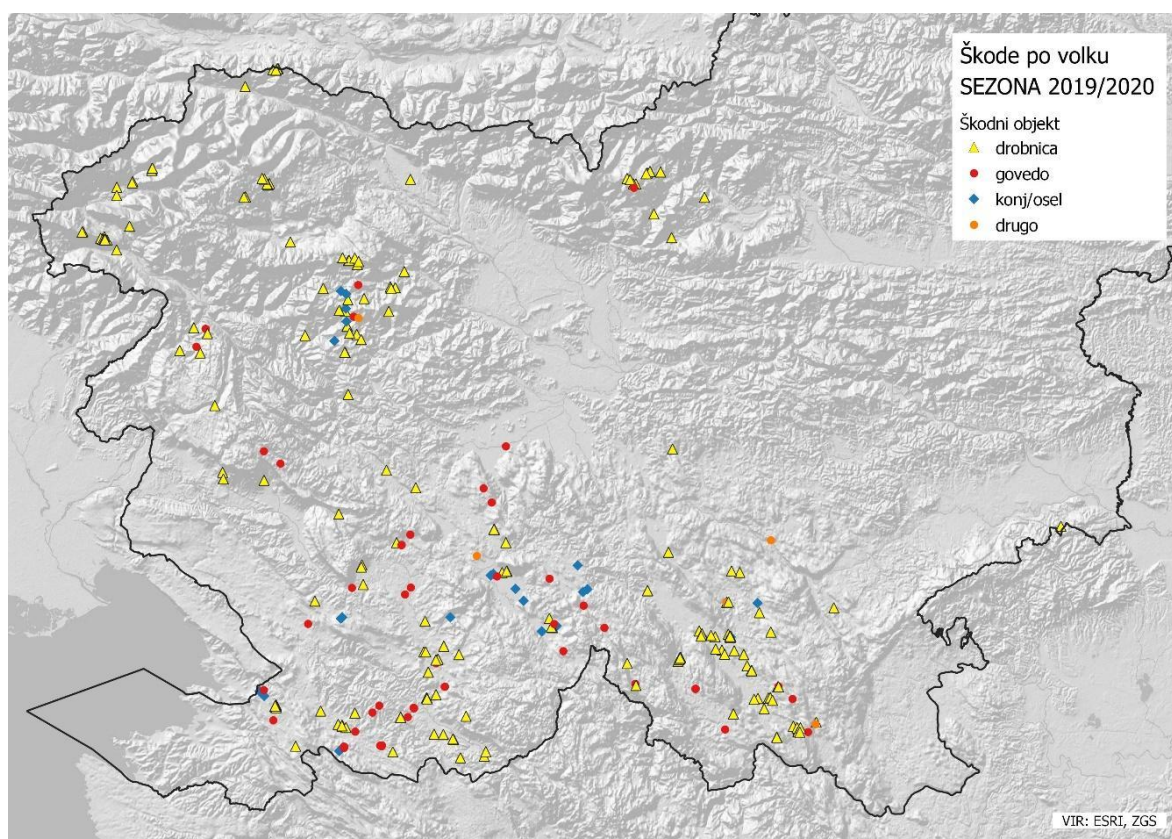 Škode po volku
SEZONA 2019/2020
Škodni objekt
drobnica
govedo
konj/osel
drugo
VIR: ESRI, ZGS